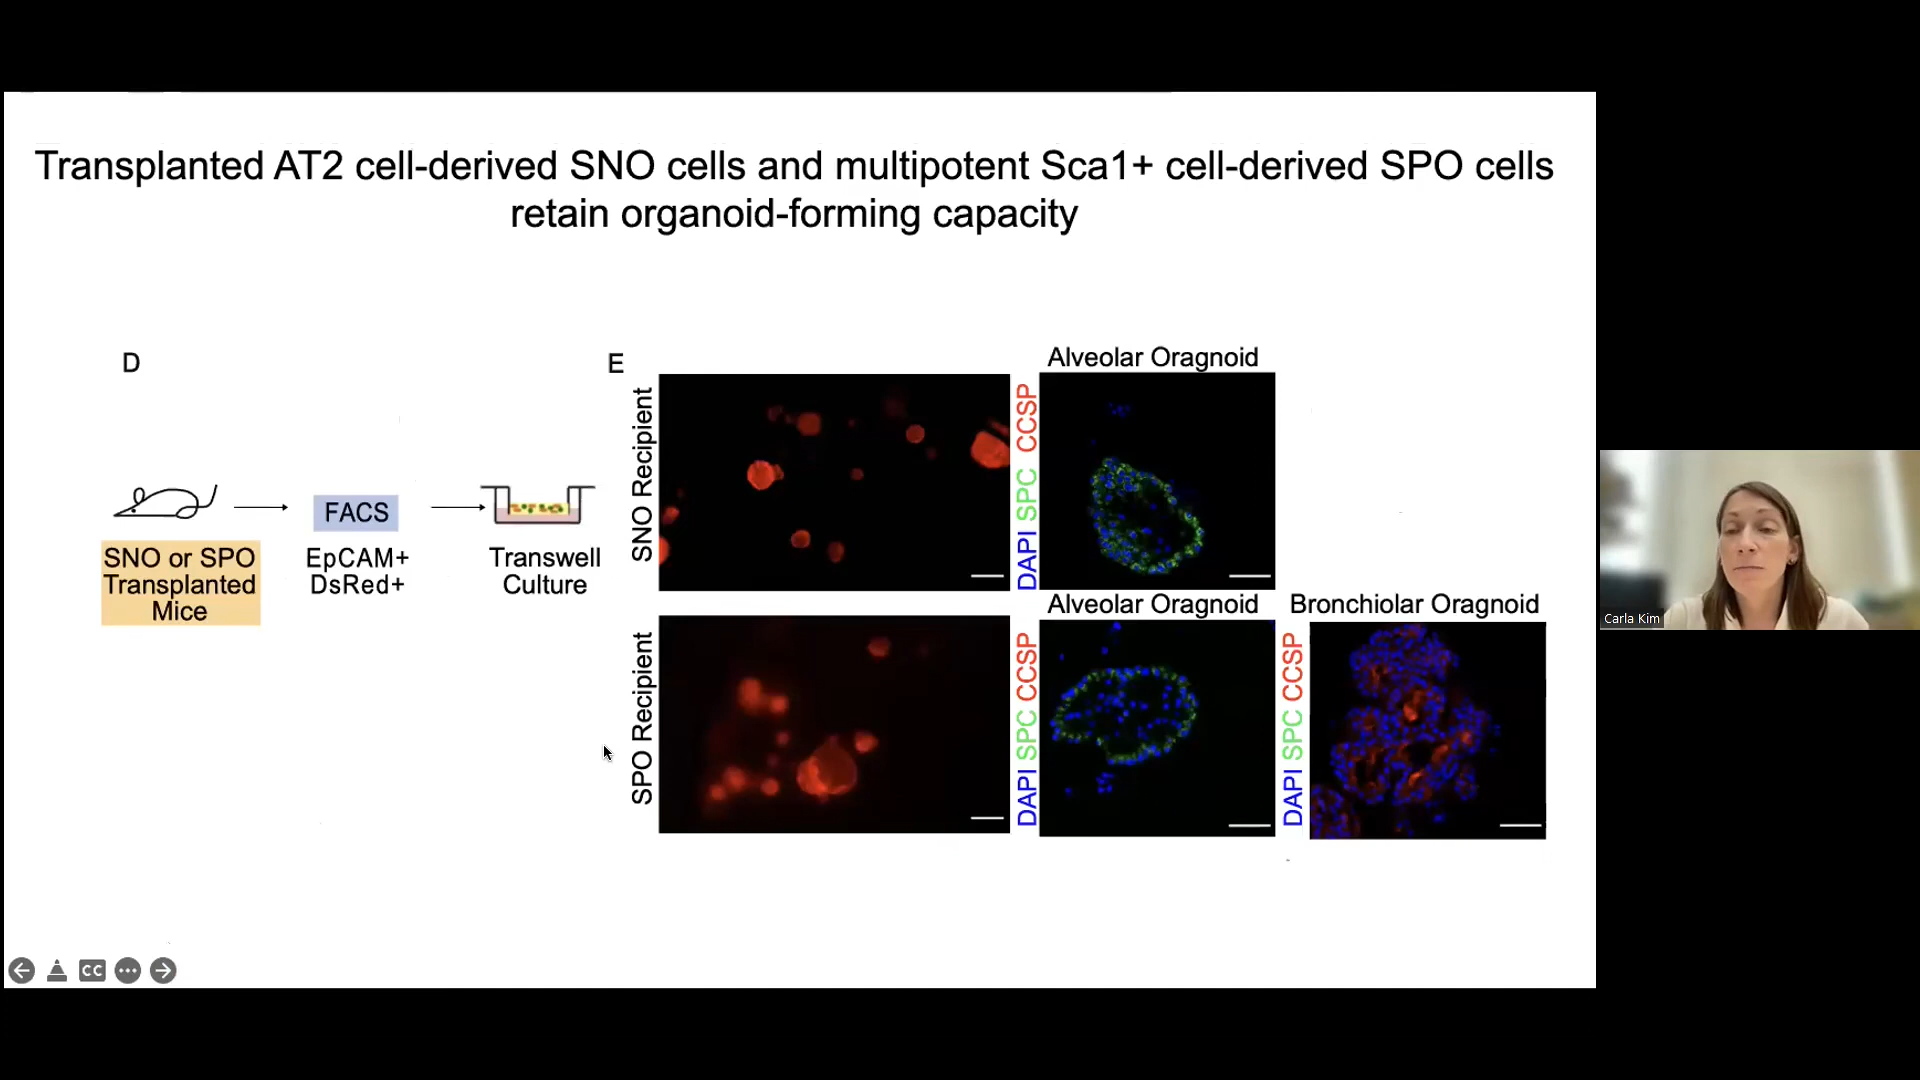 Transplanted AT2 cell-derived SNO cells and multipotent Sca1+ cell-derived SPO cells
retain organoid-forming capacity
D
SNO or SPO
Transplanted
Mice
FACS
EpCAM+
DsRed+
Transwell
Culture
E
SNO Recipient
DAPI SPC CCSP
Alveolar Oragnoid
SPO Recipient
DAPI SPC CCSP
Alveolar Oragnoid
DAPI SPC CCSP
Bronchiolar Oragnoid
Carla Kim
CC